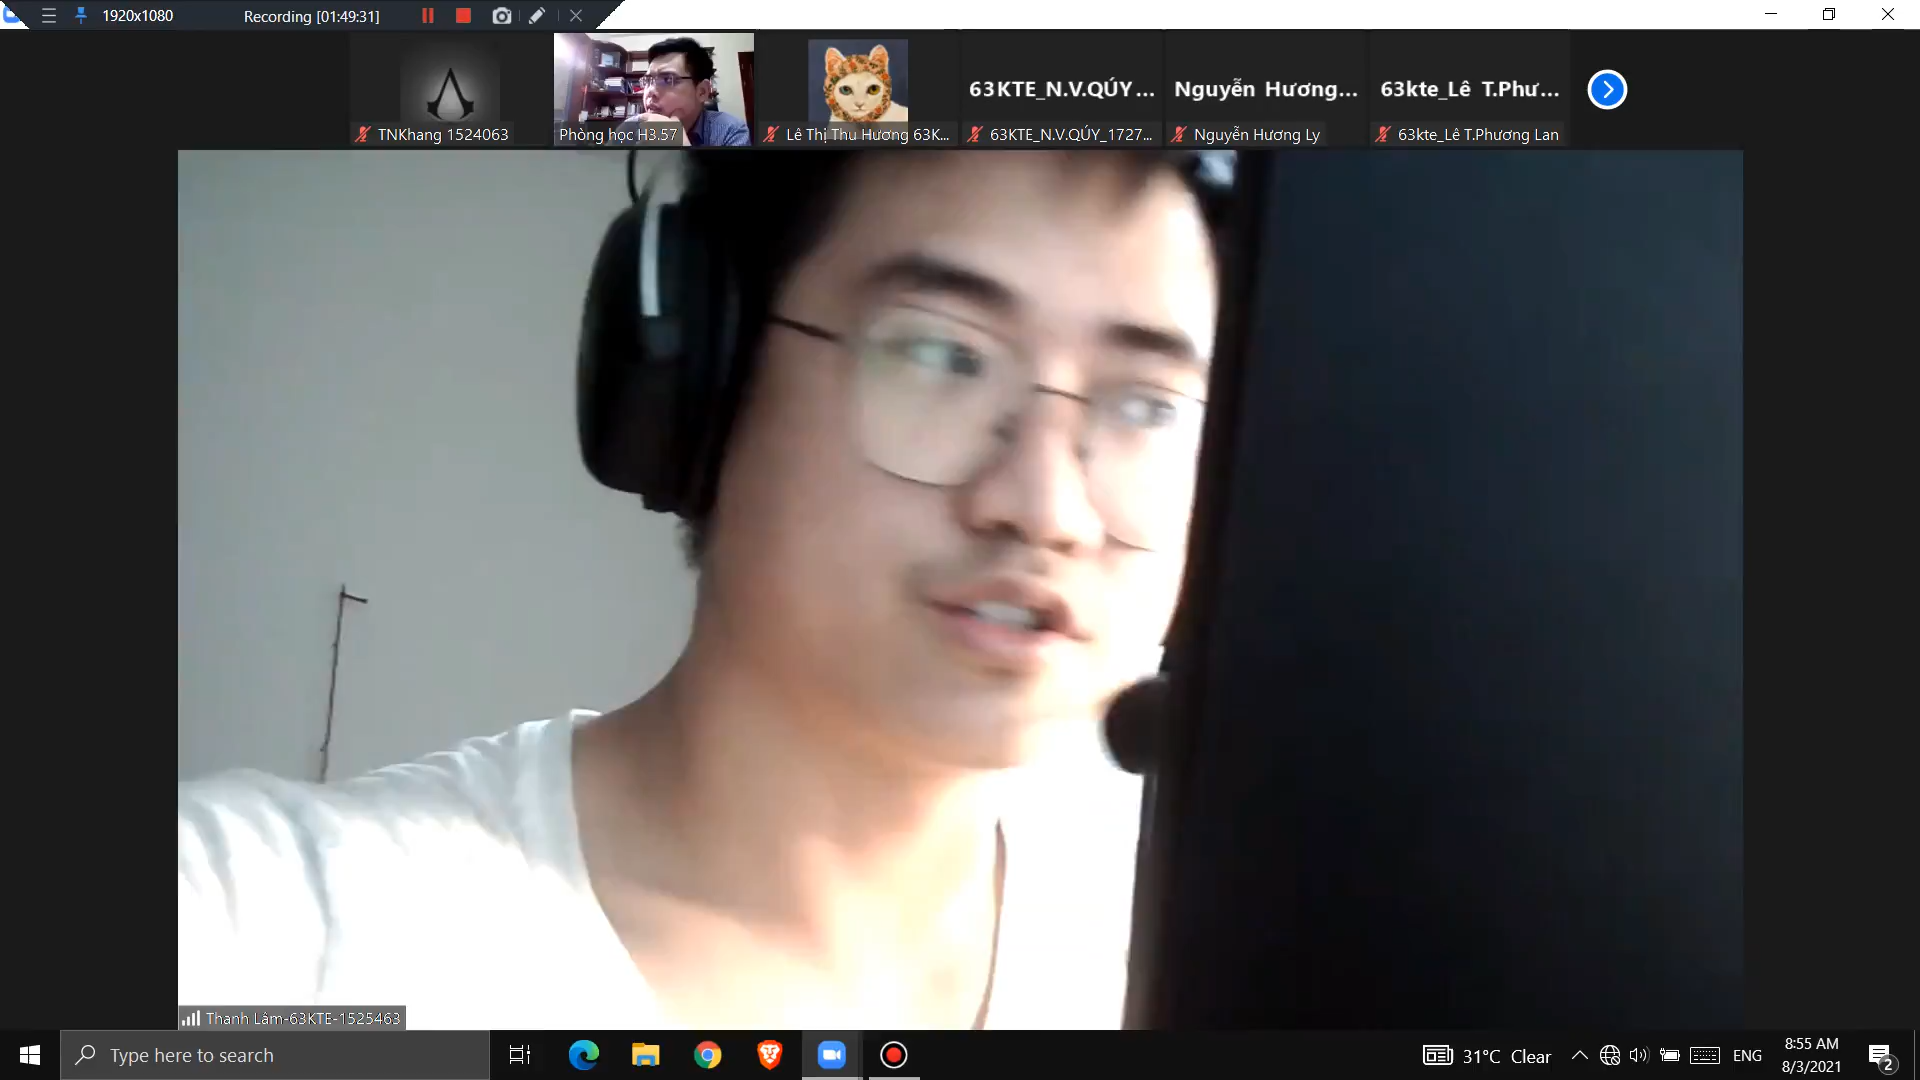 1920x1080
Recording [01:49:31]
63KTE_N.V.QÚY...
Nguyễn Hương...
63kte_Lê T.Phư...
TNKhang 1524063
Phòng học H3.57
Lê Thị Thu Hương 63K...
63KTE_N.V.QÚY_1727...
Nguyễn Hương Ly
63kte_Lê T.Phương Lan
Thanh Lâm-63KTE-1525463
Type here to search
31°C Clear
ENG
8:55 AM
8/3/2021
2